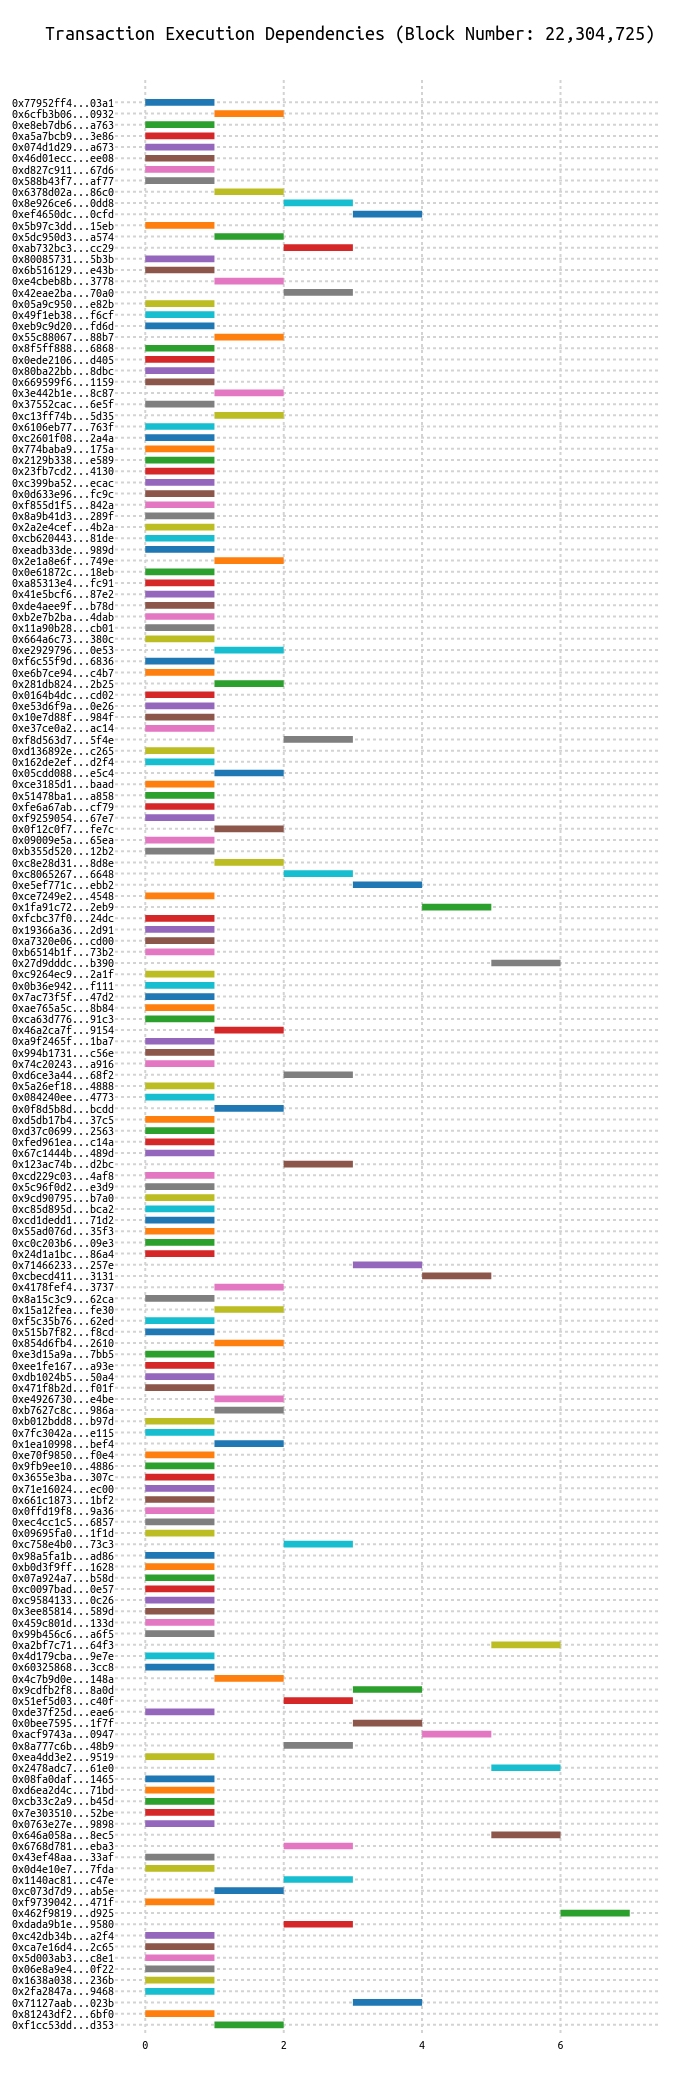 Transaction Execution Dependencies (Block Number: 22,304,725)
0x77952ff4...03a1
0x6cfb3b06...0932
0xe8eb7db6...a763
0xa5a7bcb9...3e86
0x074d1d29...a673
0x46d01ecc...ee08
0xd827c911...67d6
0x588b43f7...af77
0x6378d02a...86c0
0x8e926ce6...0dd8
0xef4650dc...0cfd
0x5b97c3dd...15eb
0x5dc950d3...a574
0xab732bc3...cc29
0x80085731...5b3b
0x6b516129...e43b
0xe4cbeb8b...3778
0x42eae2ba...70a0
0x05a9c950...e82b
0x49f1eb38...f6cf
0xeb9c9d20...fd6d
0x55c88067...88b7
0x8f5ff888...6868
0x0ede2106...d405
0x80ba22bb...8dbc
0x669599f6...1159
0x3e442b1e...8c87
0x37552cac...6e5f
0xc13ff74b...5d35
0x6106eb77...763f
0xc2601f08...2a4a
0x774baba9...175a
0x2129b338...e589
0x23fb7cd2...4130
0xc399ba52...ecac
0x0d633e96...fc9c
0xf855d1f5...842a
0x8a9b41d3...289f
0x2a2e4cef...4b2a
0xcb620443...81de
0xeadb33de...989d
0x2e1a8e6f...749e
0x0e61872c...18eb
0xa85313e4...fc91
0x41e5bcf6...87e2
0xde4aee9f...b78d
0xb2e7b2ba...4dab
0x11a90b28...cb01
0x664a6c73...380c
0xe2929796...0e53
0xf6c55f9d...6836
0xe6b7ce94...c4b7
0x281db824...2b25
0x0164b4dc...cd02
0xe53d6f9a...0e26
0x10e7d88f...984f
0xe37ce0a2...ac14
0xf8d563d7...5f4e
0xd136892e...c265
0x162de2ef...d2f4
0x05cdd088...e5c4
0xce3185d1...baad
0x51478ba1...a858
0xfe6a67ab...cf79
0xf9259054...67e7
0x0f12c0f7...fe7c
0x09009e5a...65ea
0xb355d520...12b2
0xc8e28d31...8d8e
0xc8065267...6648
0xe5ef771c...ebb2
0xce7249e2...4548
0x1fa91c72...2eb9
0xfcbc37f0...24dc
0x19366a36...2d91
0xa7320e06...cd00
0xb6514b1f...73b2
0x27d9dddc...b390
0xc9264ec9...2a1f
0x0b36e942...f111
0x7ac73f5f...47d2
0xae765a5c...8b84
0xca63d776...91c3
0x46a2ca7f...9154
0xa9f2465f...1ba7
0x994b1731...c56e
0x74c20243...a916
0xd6ce3a44...68f2
0x5a26ef18...4888
0x084240ee...4773
0x0f8d5b8d...bcdd
0xd5db17b4...37c5
0xd37c0699...2563
0xfed961ea...c14a
0x67c1444b...489d
0x123ac74b...d2bc
0xcd229c03...4af8
0x5c96f0d2...e3d9
0x9cd90795...b7a0
0xc85d895d...bca2
0xcd1dedd1...71d2
0x55ad076d...35f3
0xc0c203b6...09e3
0x24d1a1bc...86a4
0x71466233...257e
0xcbecd411...3131
0x4178fef4...3737
0x8a15c3c9...62ca
0x15a12fea...fe30
0xf5c35b76...62ed
0x515b7f82...f8cd
0x854d6fb4...2610
0xe3d15a9a...7bb5
0xee1fe167...a93e
0xdb1024b5...50a4
0x471f8b2d...f01f
0xe4926730...e4be
0xb7627c8c...986a
0xb012bdd8...b97d
0x7fc3042a...e115
0x1ea10998...bef4
0xe70f9850...f0e4
0x9fb9ee10...4886
0x3655e3ba...307c
0x71e16024...ec00
0x661c1873...1bf2
0x0ffd19f8...9a36
0xec4cc1c5...6857
0x09695fa0...1f1d
0xc758e4b0...73c3
0x98a5fa1b...ad86
0xb0d3f9ff...1628
0x07a924a7...b58d
0xc0097bad...0e57
0xc9584133...0c26
0x3ee85814...589d
0x459c801d...133d
0x99b456c6...a6f5
0xa2bf7c71...64f3
0x4d179cba...9e7e
0x60325868...3cc8
0x4c7b9d0e...148a
0x9cdfb2f8...8a0d
0x51ef5d03...c40f
0xde37f25d...eae6
0x0bee7595...1f7f
0xacf9743a...0947
0x8a777c6b...48b9
0xea4dd3e2...9519
0x2478adc7...61e0
0x08fa0daf...1465
0xd6ea2d4c...71bd
0xcb33c2a9...b45d
0x7e303510...52be
0x0763e27e...9898
0x646a058a...8ec5
0x6768d781...eba3
0x43ef48aa...33af
0x0d4e10e7...7fda
0x1140ac81...c47e
0xc073d7d9...ab5e
0xf9739042...471f
0x462f9819...d925
0xdada9b1e...9580
0xc42db34b...a2f4
0xca7e16d4...2c65
0x5d003ab3...c8e1
0x06e8a9e4...0f22
0x1638a038...236b
0x2fa2847a...9468
0x71127aab...023b
0x81243df2...6bf0
0xf1cc53dd...d353
0 2 4 6